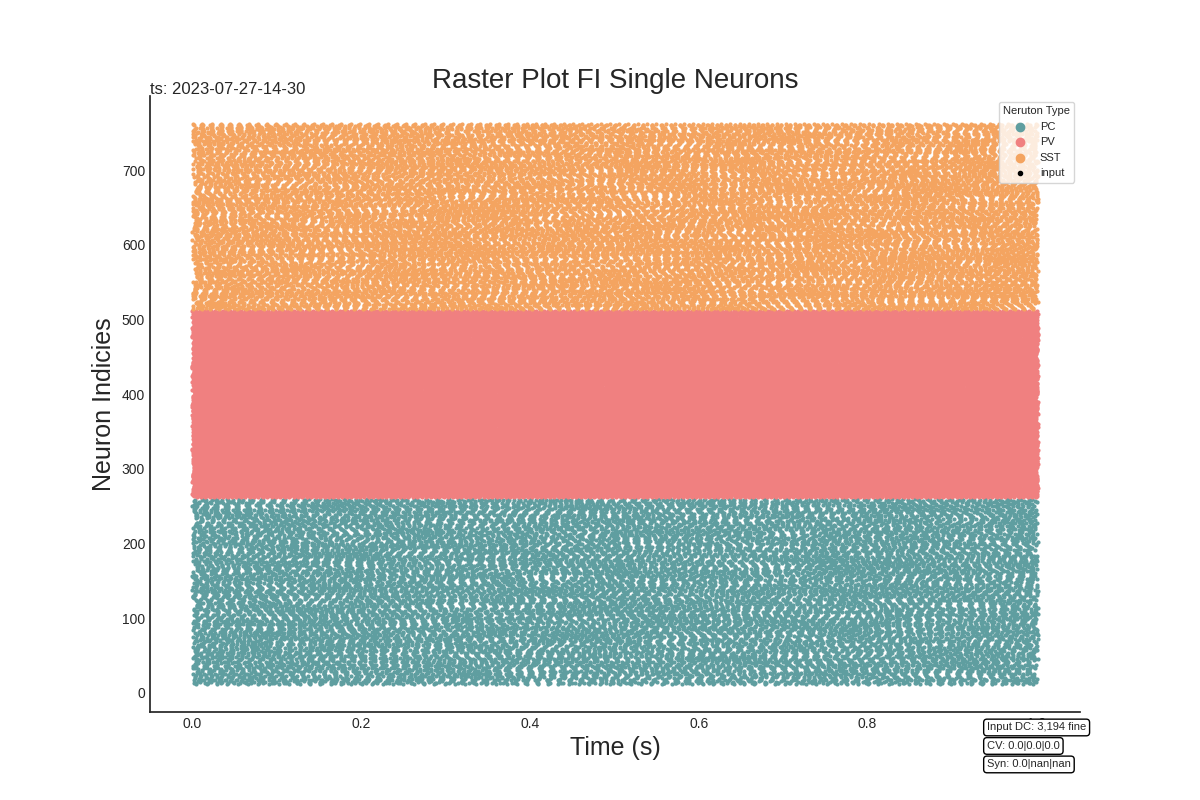 Raster Plot FI Single Neurons
ts: 2023-07-27-14-30
Neruton Type
PC
PV
SST
input
700
600
500
400
300
200
100
0
Neuron Indicies
0.0 0.2 0.4 0.6 0.8
Time (s)
Input DC: 3,194 fine
CV: 0.0|0.0|0.0
Syn: 0.0|nan|nan